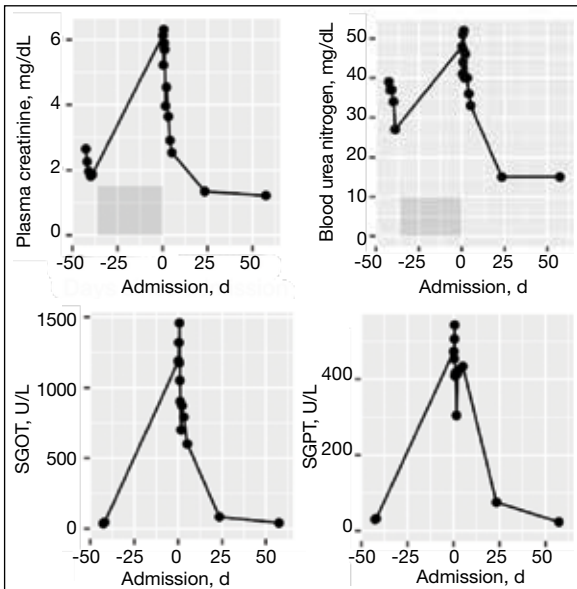 Plasma creatinine, mg/dL
6
4
2
0
-50 -25 0 25 50
Admission, d
Blood urea nitrogen, mg/dL
50
40
30
20
10
0
-50 -25 0 25 50
Admission, d
SGOT, U/L
1500
1000
500
0
-50 -25 0 25 50
Admission, d
SGPT, U/L
400
200
0
-50 -25 0 25 50
Admission, d